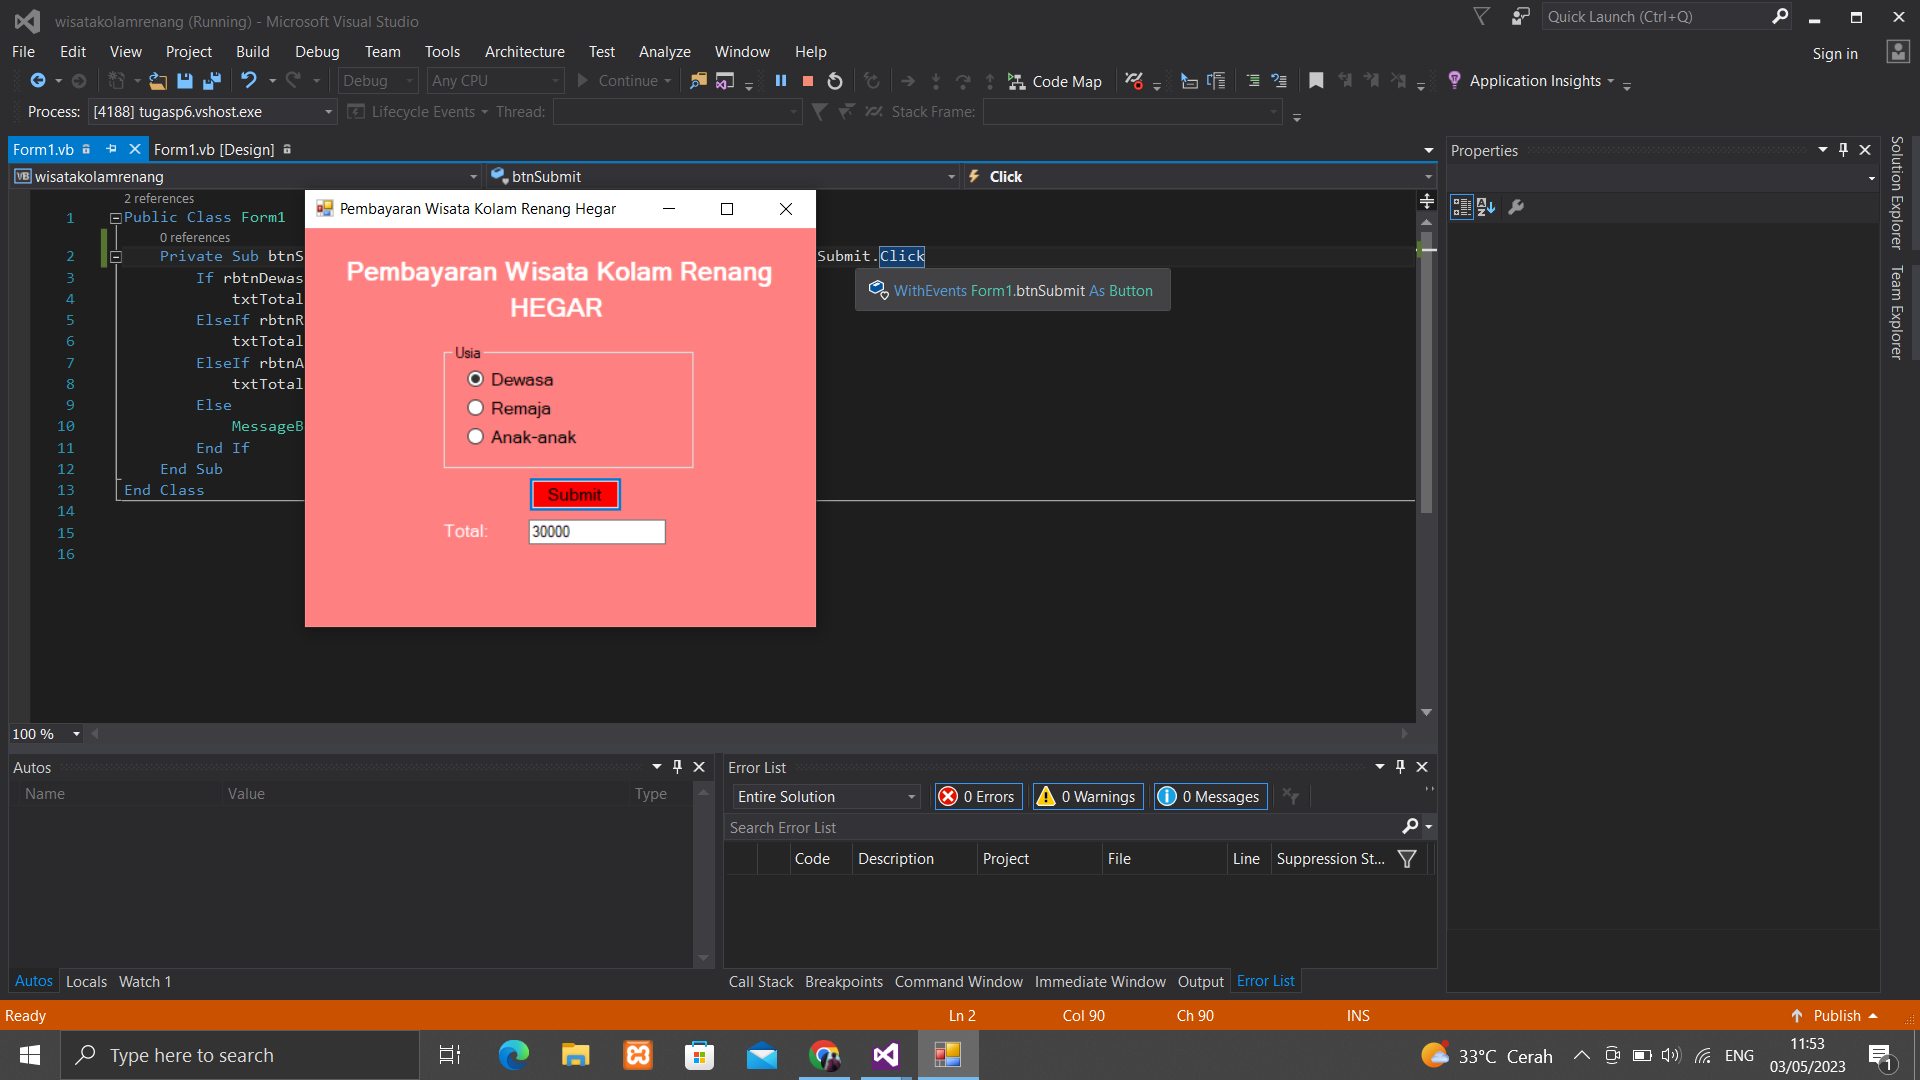 wisatakolamrenang (Running) - Microsoft Visual Studio
Quick Launch (Ctrl+Q)
File Edit View Project Build Debug Team Tools Architecture Test Analyze Window Help
Sign in
Debug Any CPU Continue Code Map Application Insights
Process: [4188] tugasp6.vshost.exe Lifecycle Events Thread: Stack Frame:
Form1.vb Form1.vb [Design]
wisatakolamrenang btnSubmit Click
2 references
1 Public Class Form1
0 references
2 Private Sub btnS Submit.Click
3 If rbtnDewas
4 txtTotal
5 ElseIf rbtnR
6 txtTotal
7 ElseIf rbtnA
8 txtTotal
9 Else
10 MessageB
11 End If
12 End Sub
13 End Class
14
15
16
WithEvents Form1.btnSubmit As Button
Pembayaran Wisata Kolam Renang Hegar
Pembayaran Wisata Kolam Renang
HEGAR
Usia
Dewasa
Remaja
Anak-anak
Submit
Total: 30000
Properties
Solution Explorer
Team Explorer
100 %
Autos
Name Value Type
Autos Locals Watch 1
Error List
Entire Solution 0 Errors 0 Warnings 0 Messages
Search Error List
Code Description Project File Line Suppression St...
Call Stack Breakpoints Command Window Immediate Window Output Error List
Ready Ln 2 Col 90 Ch 90 INS Publish
Type here to search
33°C Cerah ENG
11:53
03/05/2023
1